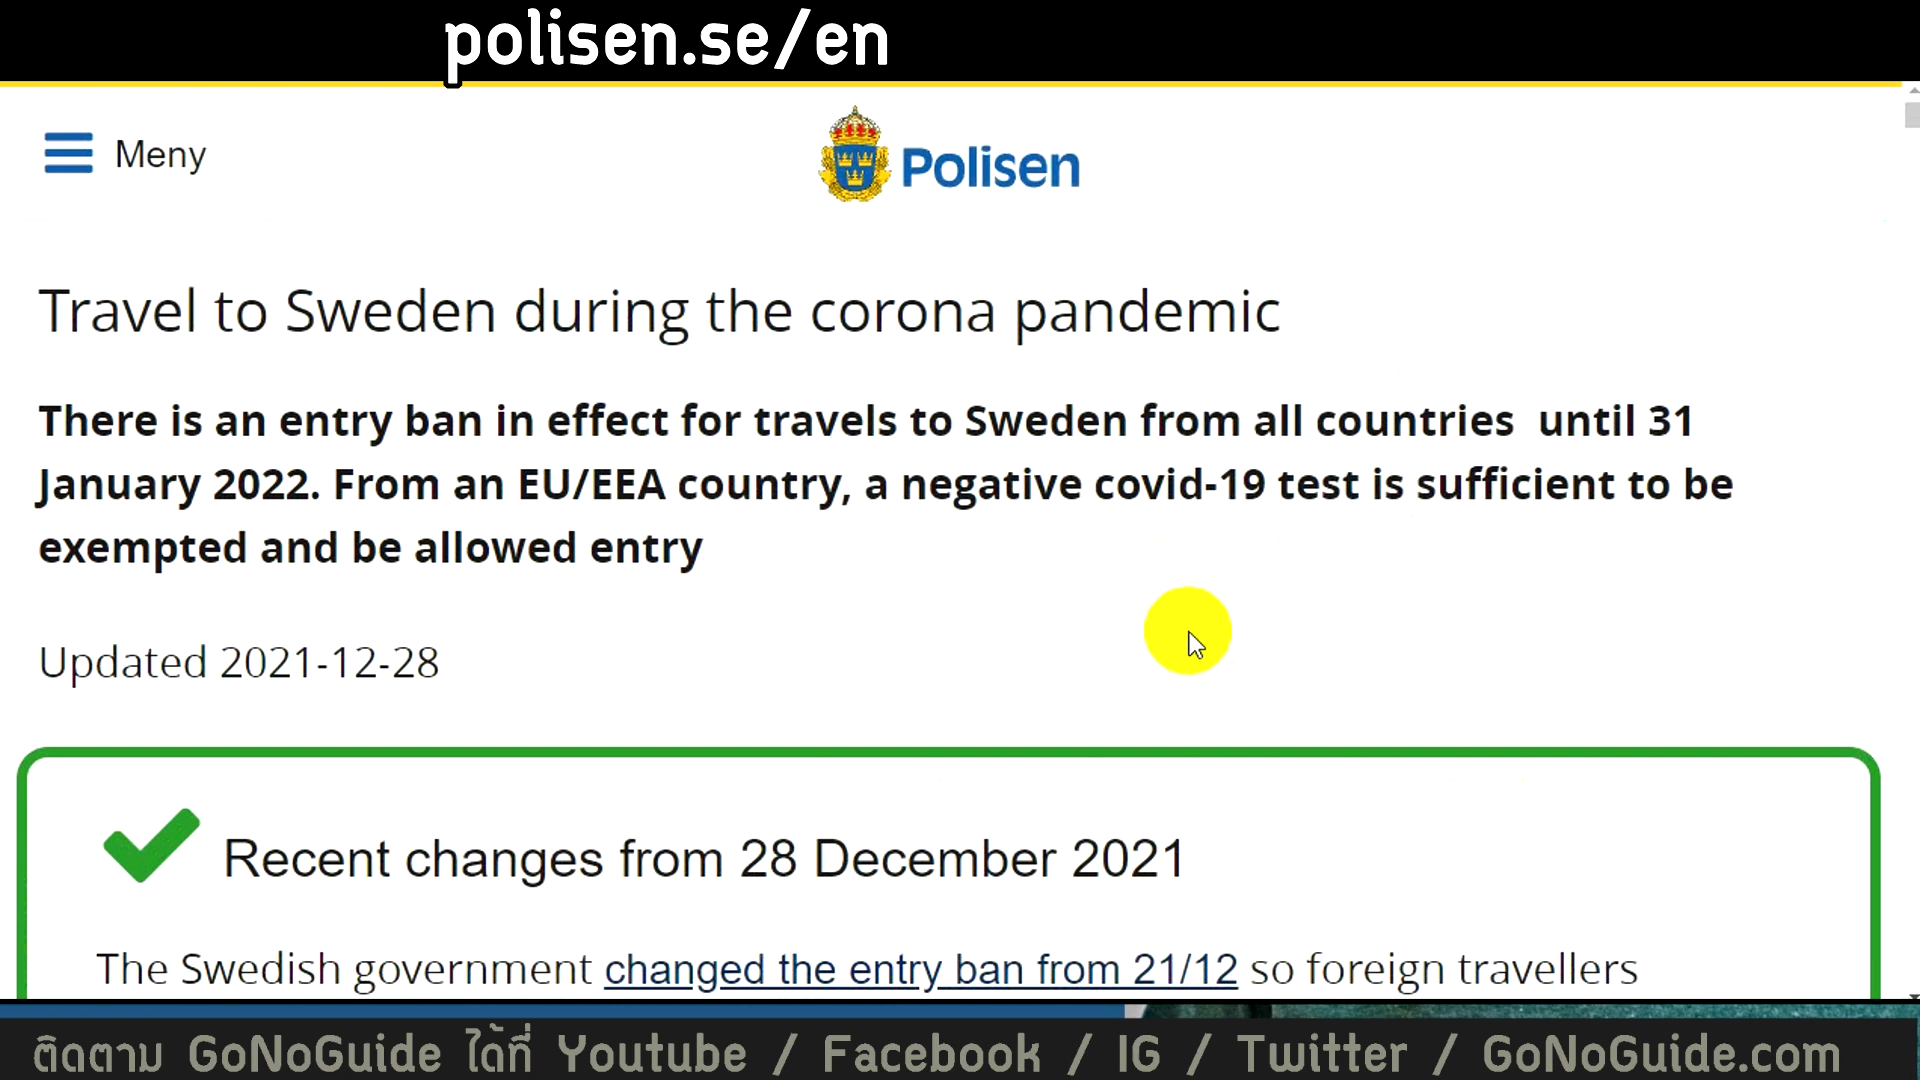 polisen.se/en
Meny
Polisen
Travel to Sweden during the corona pandemic
There is an entry ban in effect for travels to Sweden from all countries  until 31
January 2022. From an EU/EEA country, a negative covid-19 test is sufficient to be
exempted and be allowed entry
Updated 2021-12-28
Recent changes from 28 December 2021
The Swedish government changed the entry ban from 21/12 so foreign travellers
ติดตาม GoNoGuide ได้ที่ Youtube / Facebook / IG / Twitter / GoNoGuide.com